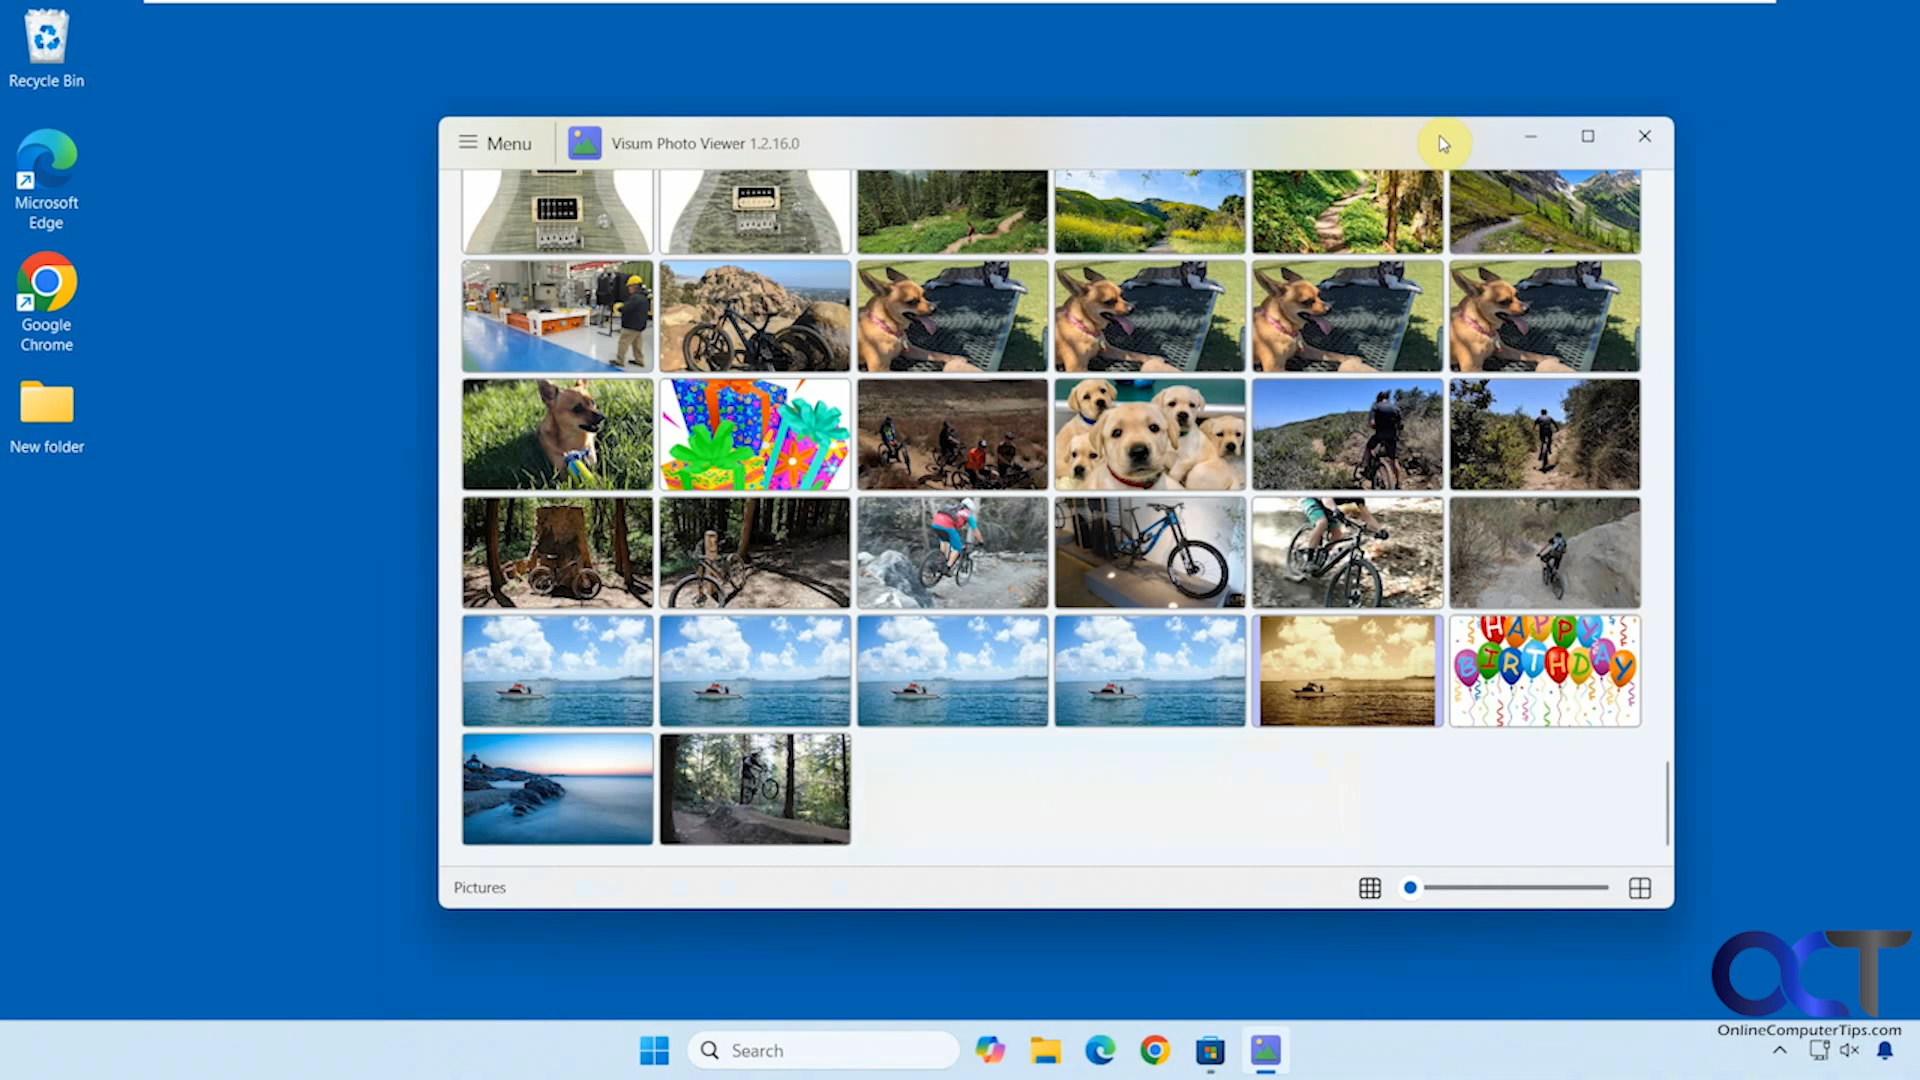 Recycle Bin
Microsoft
Edge
Google
Chrome
New folder
Menu
Visum Photo Viewer 1.2.16.0
HAPPY
BIRTHDAY
Pictures
OCT
OnlineComputerTips.com
Search